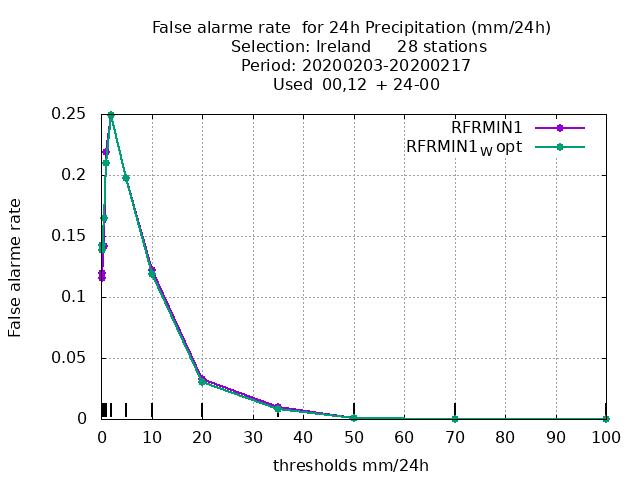 False alarme rate for 24h Precipitation (mm/24h)
Selection: Ireland 28 stations
Period: 20200203-20200217
Used 00,12 + 24-00
RFRMIN1
RFRMIN1W opt
False alarme rate
0.25
0.2
0.15
0.1
0.05
0
0 10 20 30 40 50 60 70 80 90 100
thresholds mm/24h